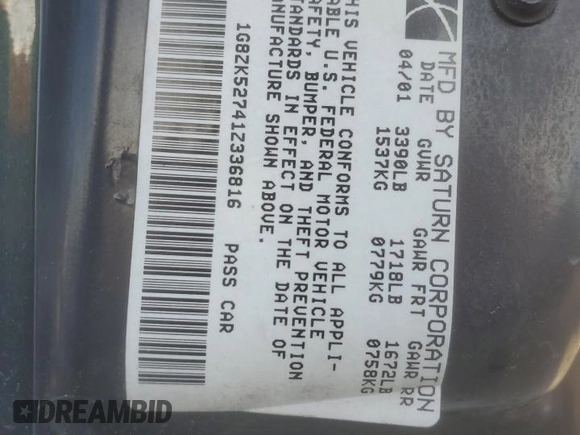 MFD BY SATURN CORPORATION
DATE GVWR GAWR FRT GAWR RR
04/01 3390LB 1718LB 1672LB
1537KG 0779KG 0758KG
THIS VEHICLE CONFORMS TO ALL APPLI-
ABLE U.S. FEDERAL MOTOR VEHICLE
SAFETY, BUMPER, AND THEFT PREVENTION
STANDARDS IN EFFECT ON THE DATE OF
MANUFACTURE SHOWN ABOVE.
1G8ZK52741Z336816 PASS CAR
DREAMBID